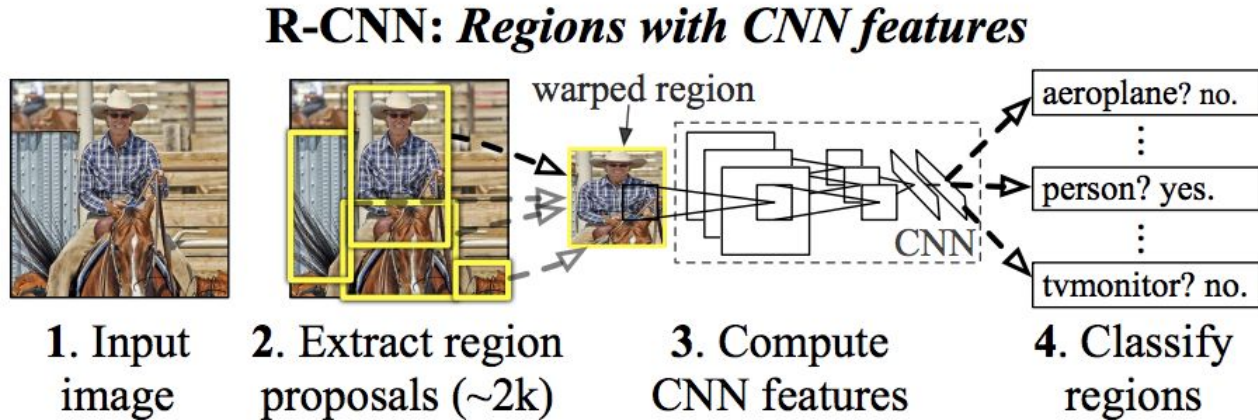 R-CNN: Regions with CNN features
warped region
aeroplane? no.
person? yes.
CNN
tvmonitor? no.
1. Input
image
2. Extract region
proposals (~2k)
3. Compute
CNN features
4. Classify
regions